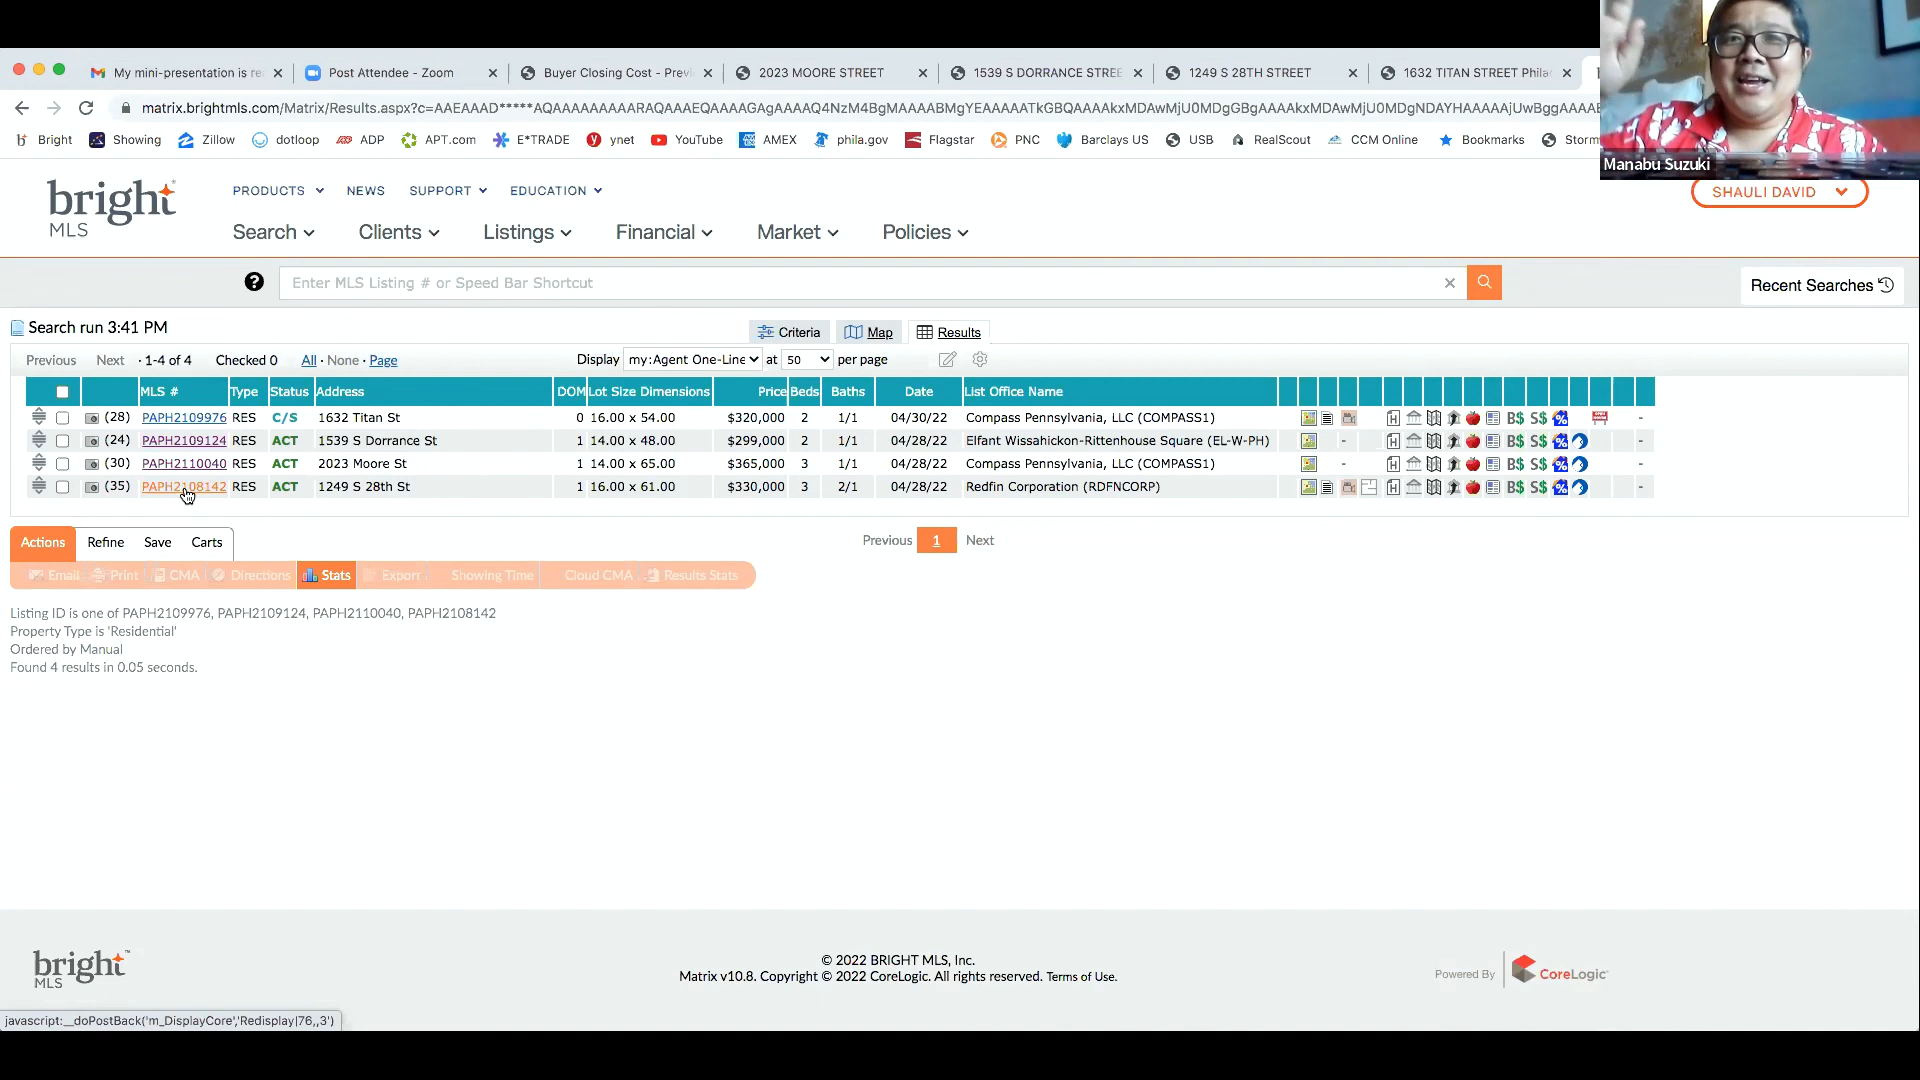 My mini-presentation is re
Post Attendee - Zoom
Buyer Closing Cost - Previ
2023 MOORE STREET
1539 S DORRANCE STREE
1249 S 28TH STREET
1632 TITAN STREET Phila
matrix.brightmls.com/Matrix/Results.aspx?c=AAEAAAD*****AQAAAAAAAAARAQAAAEQAAAAGAgAAAAQ4NzM4BgMAAAABMgYEAAAAATkGBQAAAAkxMDAwMjU0MDgGBgAAAAkxMDAwMjU0MDgNDAYHAAAAAjUwBggAAAAB
Bright
Showing
Zillow
dotloop
ADP
APT.com
E*TRADE
ynet
YouTube
AMEX
phila.gov
Flagstar
PNC
Barclays US
USB
RealScout
CCM Online
Bookmarks
Storm
Manabu Suzuki
bright
MLS
PRODUCTS NEWS SUPPORT EDUCATION
SHAULI DAVID
Search Clients Listings Financial Market Policies
Enter MLS Listing # or Speed Bar Shortcut
Recent Searches
Search run 3:41 PM
Criteria Map Results
Previous Next · 1-4 of 4 Checked 0 All · None · Page
Display my:Agent One-Line at 50 per page
MLS # Type Status Address DOM Lot Size Dimensions Price Beds Baths Date List Office Name
(28) PAPH2109976 RES C/S 1632 Titan St 0 16.00 x 54.00 $320,000 2 1/1 04/30/22 Compass Pennsylvania, LLC (COMPASS1) H B$ S$ % -
(24) PAPH2109124 RES ACT 1539 S Dorrance St 1 14.00 x 48.00 $299,000 2 1/1 04/28/22 Elfant Wissahickon-Rittenhouse Square (EL-W-PH) - H B$ S$ % -
(30) PAPH2110040 RES ACT 2023 Moore St 1 14.00 x 65.00 $365,000 3 1/1 04/28/22 Compass Pennsylvania, LLC (COMPASS1) - H B$ S$ % -
(35) PAPH2108142 RES ACT 1249 S 28th St 1 16.00 x 61.00 $330,000 3 2/1 04/28/22 Redfin Corporation (RDFNCORP) H B$ S$ % -
Actions Refine Save Carts
Previous 1 Next
Email Print CMA Directions Stats Export Showing Time Cloud CMA Results Stats
Listing ID is one of PAPH2109976, PAPH2109124, PAPH2110040, PAPH2108142
Property Type is 'Residential'
Ordered by Manual
Found 4 results in 0.05 seconds.
bright™
MLS
© 2022 BRIGHT MLS, Inc.
Matrix v10.8. Copyright © 2022 CoreLogic. All rights reserved. Terms of Use.
Powered By
CoreLogic
javascript:__doPostBack('m_DisplayCore','Redisplay|76,,3')